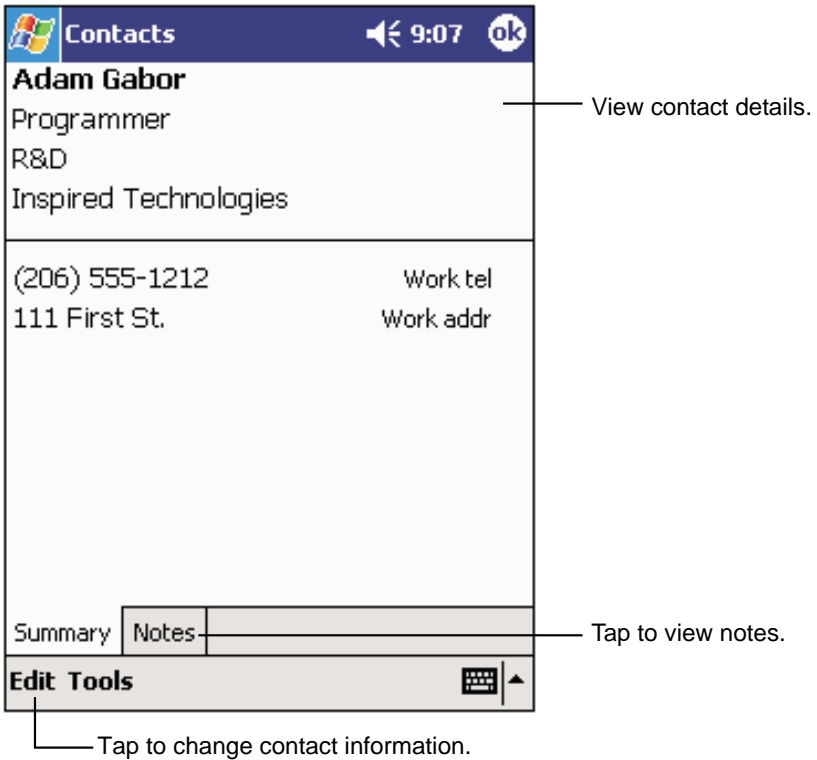 Contacts 9:07 ok
Adam Gabor
View contact details.
Programmer
R&D
Inspired Technologies
(206) 555-1212 Work tel
111 First St. Work addr
Summary Notes
Tap to view notes.
Edit Tools
Tap to change contact information.